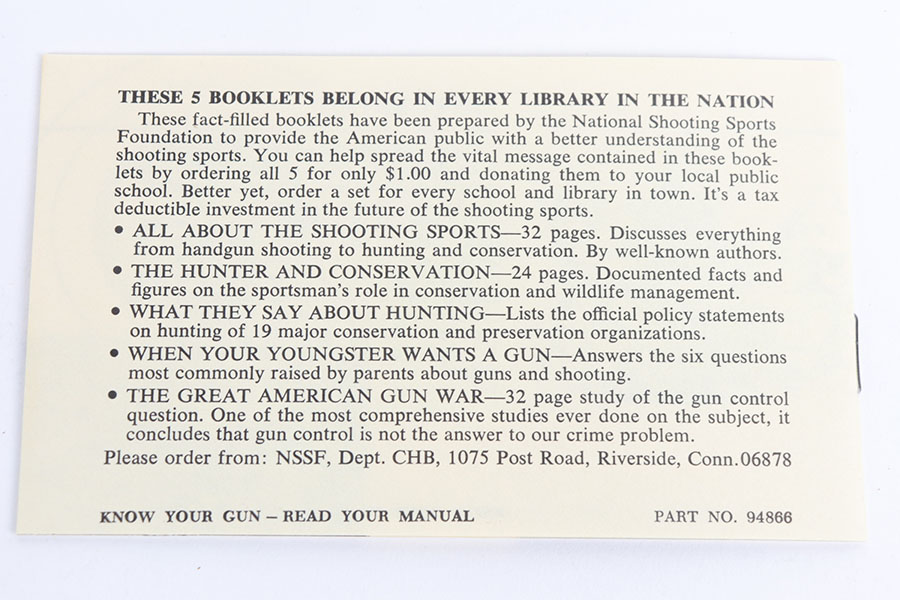 THESE 5 BOOKLETS BELONG IN EVERY LIBRARY IN THE NATION
These fact-filled booklets have been prepared by the National Shooting Sports
Foundation to provide the American public with a better understanding of the
shooting sports. You can help spread the vital message contained in these book-
lets by ordering all 5 for only $1.00 and donating them to your local public
school. Better yet, order a set for every school and library in town. It's a tax
deductible investment in the future of the shooting sports.
• ALL ABOUT THE SHOOTING SPORTS—32 pages. Discusses everything
from handgun shooting to hunting and conservation. By well-known authors.
• THE HUNTER AND CONSERVATION—24 pages. Documented facts and
figures on the sportsman's role in conservation and wildlife management.
• WHAT THEY SAY ABOUT HUNTING—Lists the official policy statements
on hunting of 19 major conservation and preservation organizations.
• WHEN YOUR YOUNGSTER WANTS A GUN—Answers the six questions
most commonly raised by parents about guns and shooting.
• THE GREAT AMERICAN GUN WAR—32 page study of the gun control
question. One of the most comprehensive studies ever done on the subject, it
concludes that gun control is not the answer to our crime problem.
Please order from: NSSF, Dept. CHB, 1075 Post Road, Riverside, Conn.06878
KNOW YOUR GUN – READ YOUR MANUAL PART NO. 94866